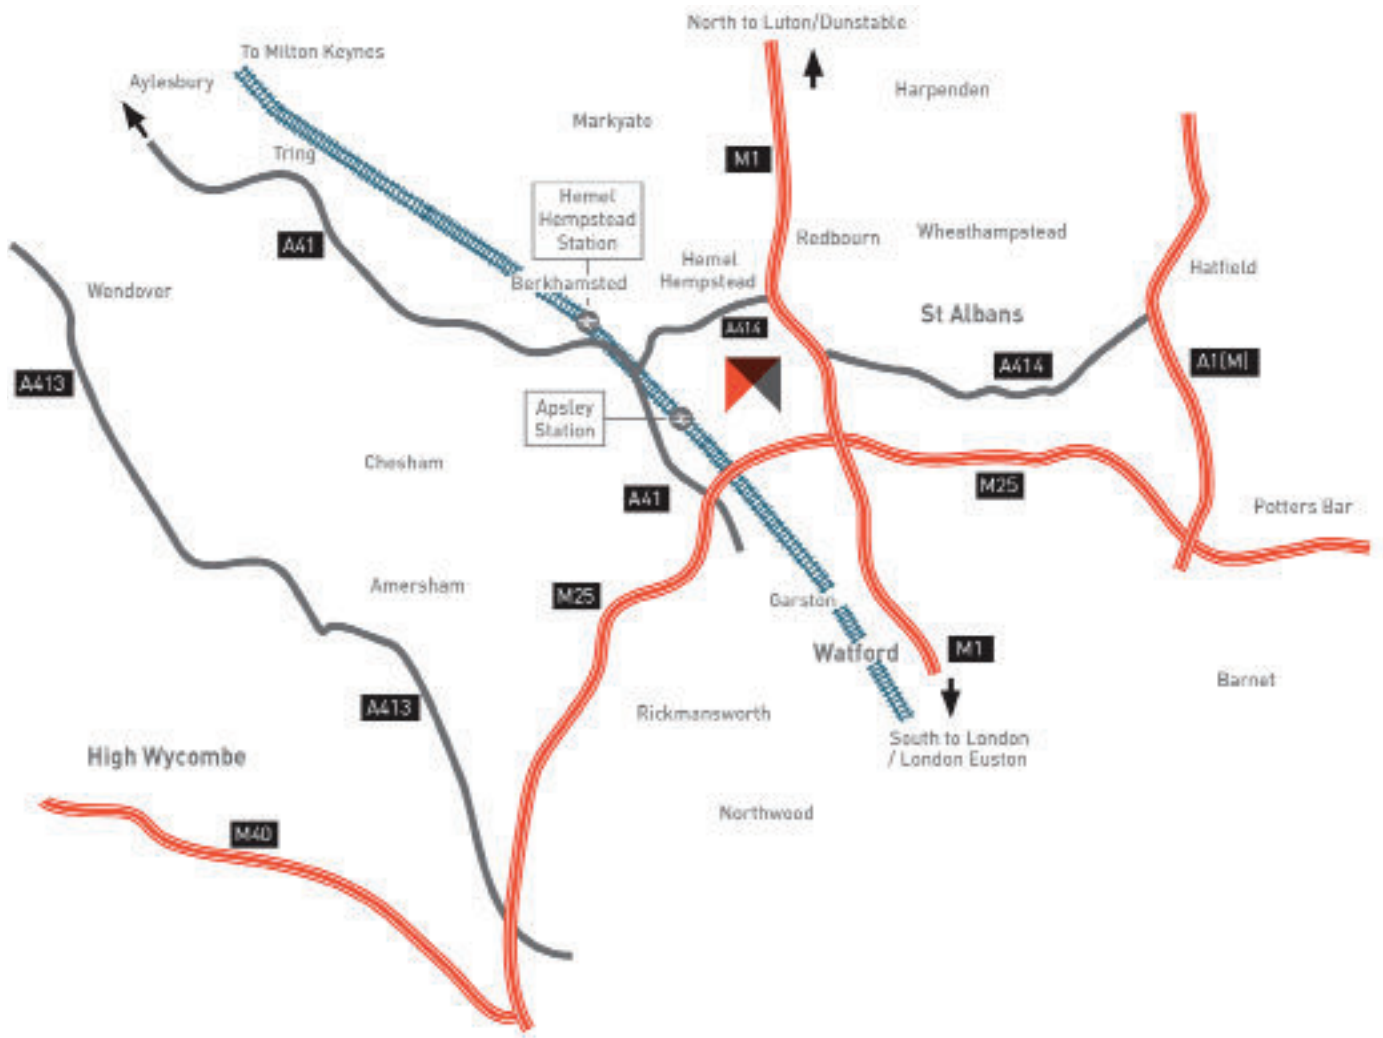 North to Luton/Dunstable
To Milton Keynes
Aylesbury
Harpenden
Markyate
Tring
M1
Hemel
Hempstead
Station
A41
Redbourn
Wheathampstead
Hemel
Hempstead
Hatfield
Berkhamsted
Wendover
St Albans
A414
A413
A414
A1(M)
Apsley
Station
Chesham
M25
A41
Potters Bar
Amersham
M25
Garston
Watford
M1
Barnet
A413
Rickmansworth
South to London
/ London Euston
High Wycombe
Northwood
M40